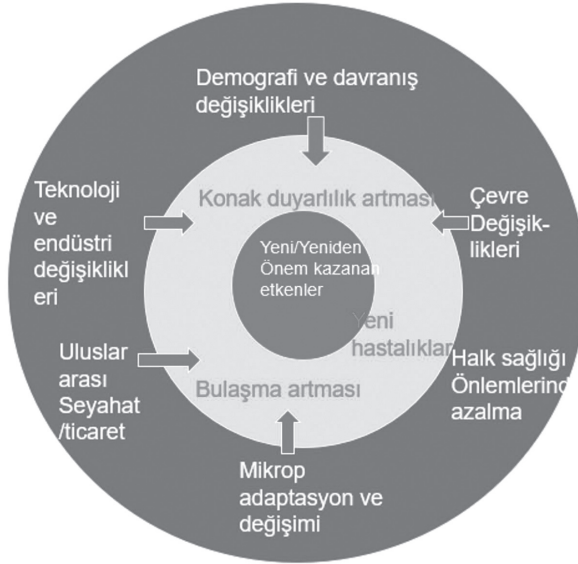 Demografi ve davranış
değişiklikleri
Teknoloji
ve
endüstri
değişiklikl
eri
Konak duyarlılık artması
Çevre
Değişik-
likleri
Yeni/Yeniden
Önem kazanan
etkenler
Yeni
hastalıklar
Uluslar
arası
Seyahat
/ticaret
Bulaşma artması
Halk sağlığı
Önlemlerind
azalma
Mikrop
adaptasyon ve
değişimi